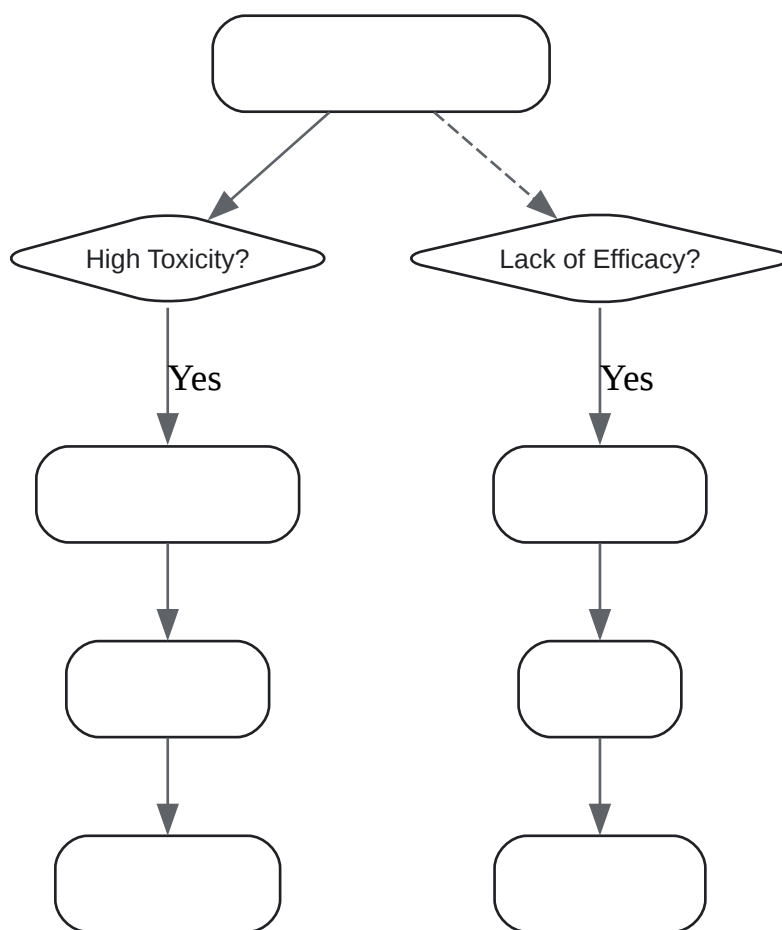 High Toxicity?
Lack of Efficacy?
Yes
Yes